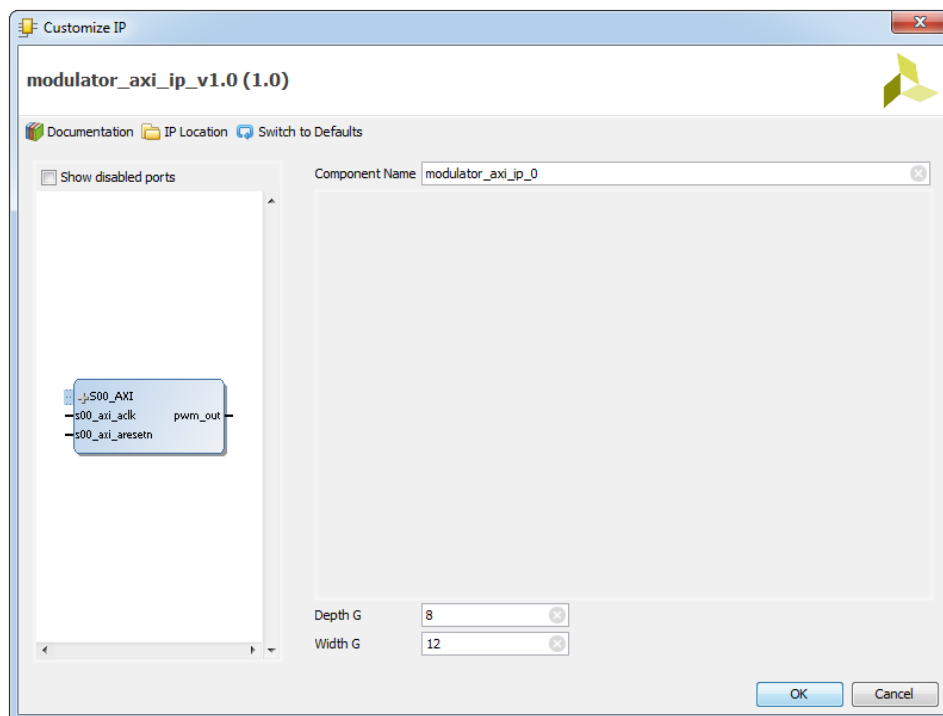 Customize IP
modulator_axi_ip_v1.0 (1.0)
Documentation IP Location Switch to Defaults
Show disabled ports
Component Name modulator_axi_ip_0
S00_AXI
s00_axi_aclk pwm_out
s00_axi_aresetn
Depth G 8
Width G 12
OK Cancel